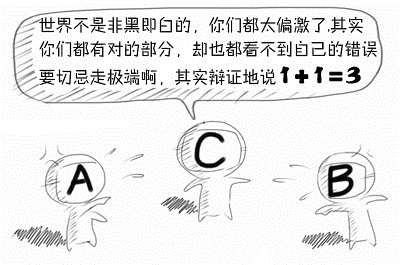 世界不是非黑即白的，你们都太偏激了,其实
你们都有对的部分，却也都看不到自己的错误
要切忌走极端啊，其实辩证地说1+1=3
C
A
B